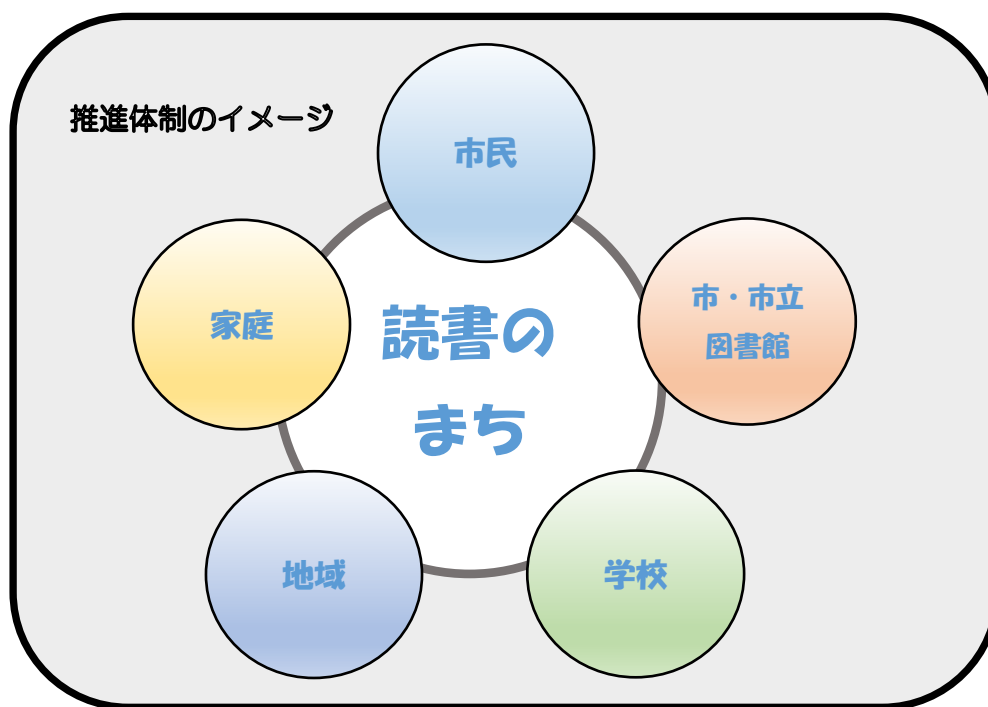 推進体制のイメージ
市民
市・市立
図書館
家庭
読書の
まち
地域
学校